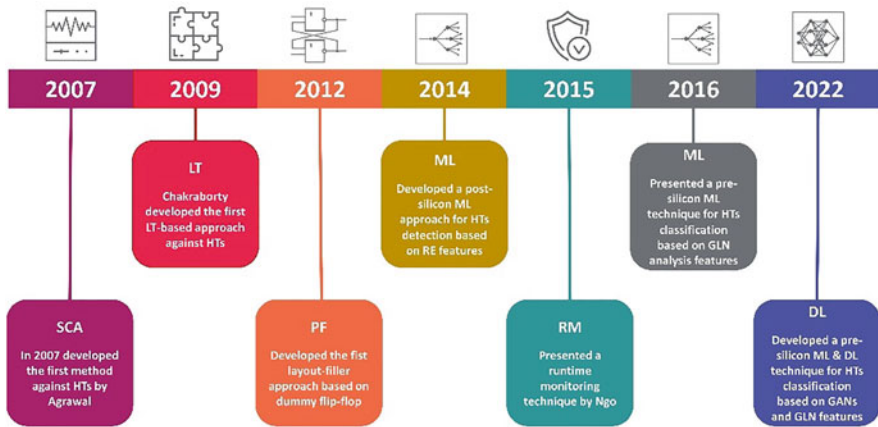 2007
2009
2012
2014
2015
2016
2022
LT
Chakraborty
developed the first
LT-based approach
against HTs
ML
Developed a post-
silicon ML
approach for HTs
detection based
on RE features
ML
Presented a pre-
silicon ML
technique for HTs
classification
based on GLN
analysis features
SCA
In 2007 developed
the first method
against HTs by
Agrawal
PF
Developed the fist
layout-filler
approach based on
dummy flip-flop
RM
Presented a
runtime
monitoring
technique by Ngo
DL
Developed a pre-
silicon ML & DL
technique for HTs
classification
based on GANs
and GLN features